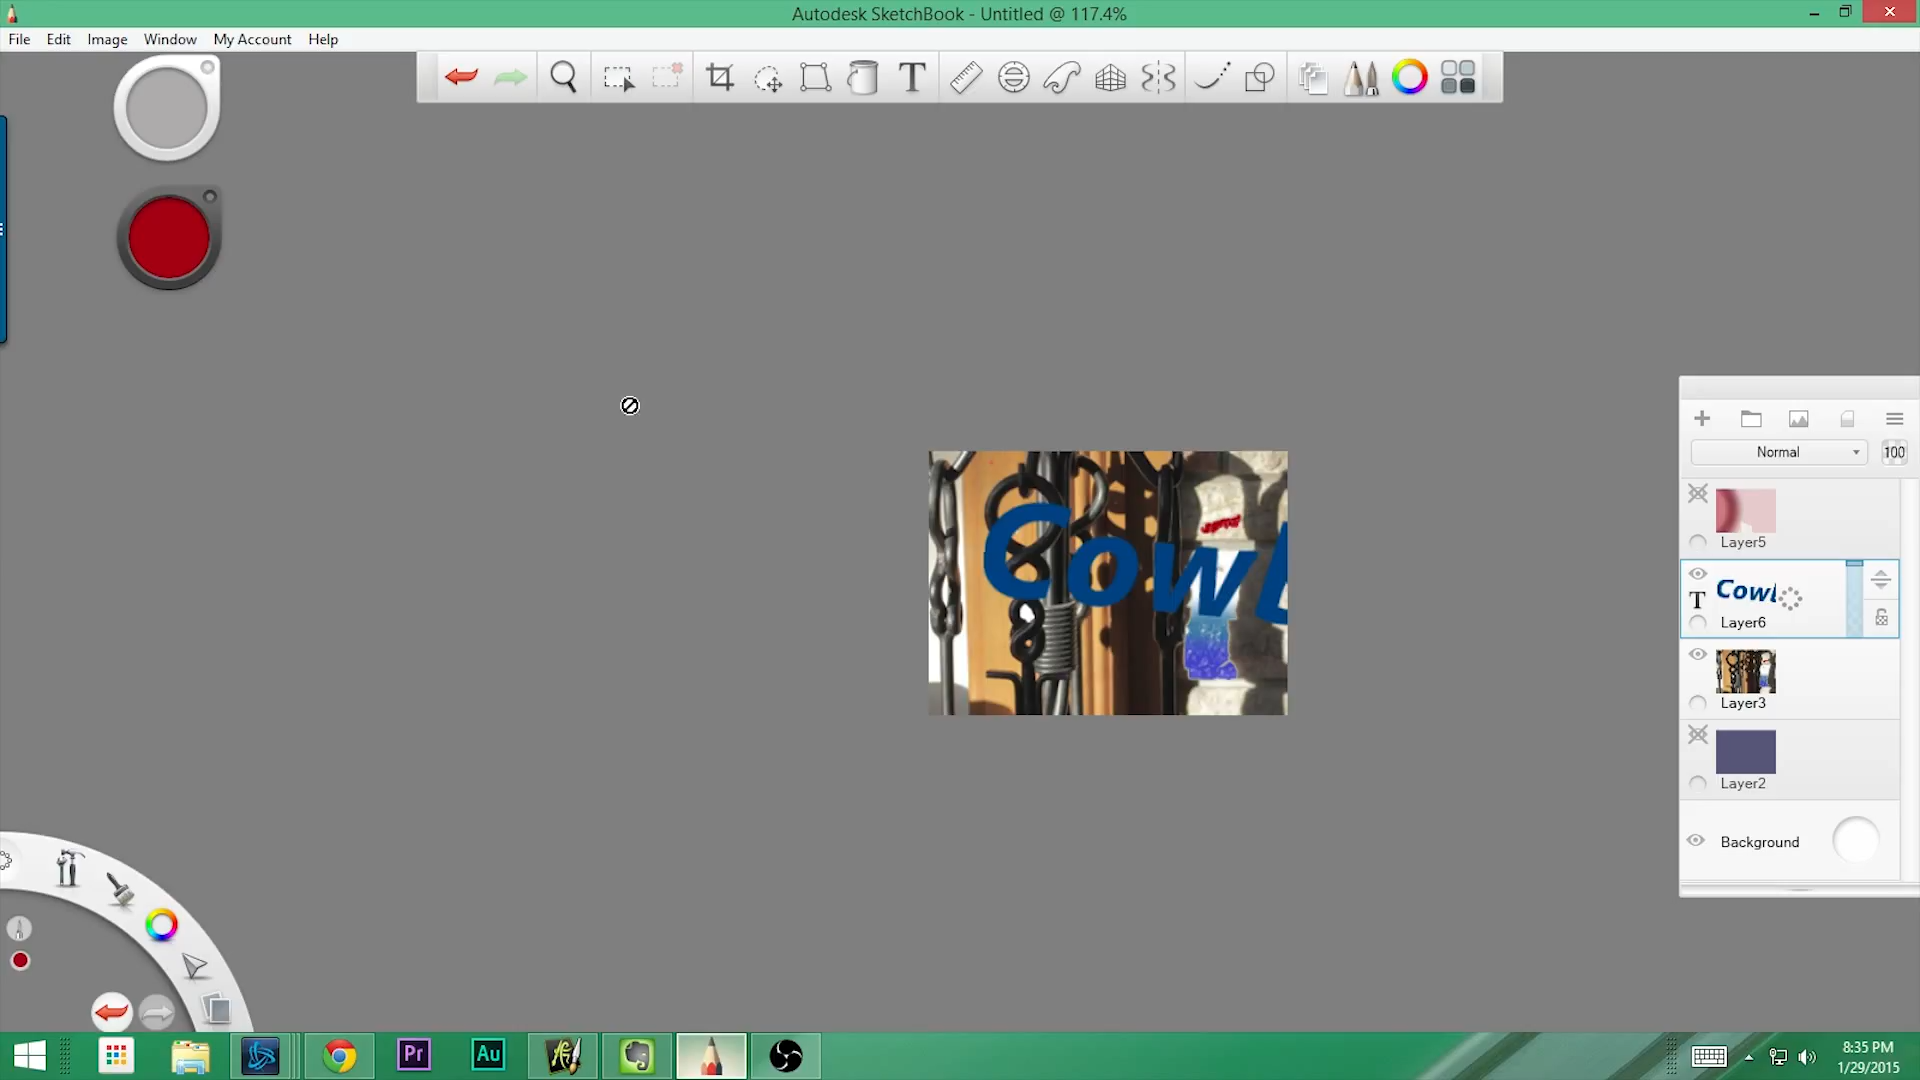 Autodesk SketchBook - Untitled @ 117.4%
File Edit Image Window My Account Help
T
Cow
Normal 100
Layer5
Cow
T
Layer6
Layer3
Layer2
Background
Pr Au
8:35 PM
1/29/2015